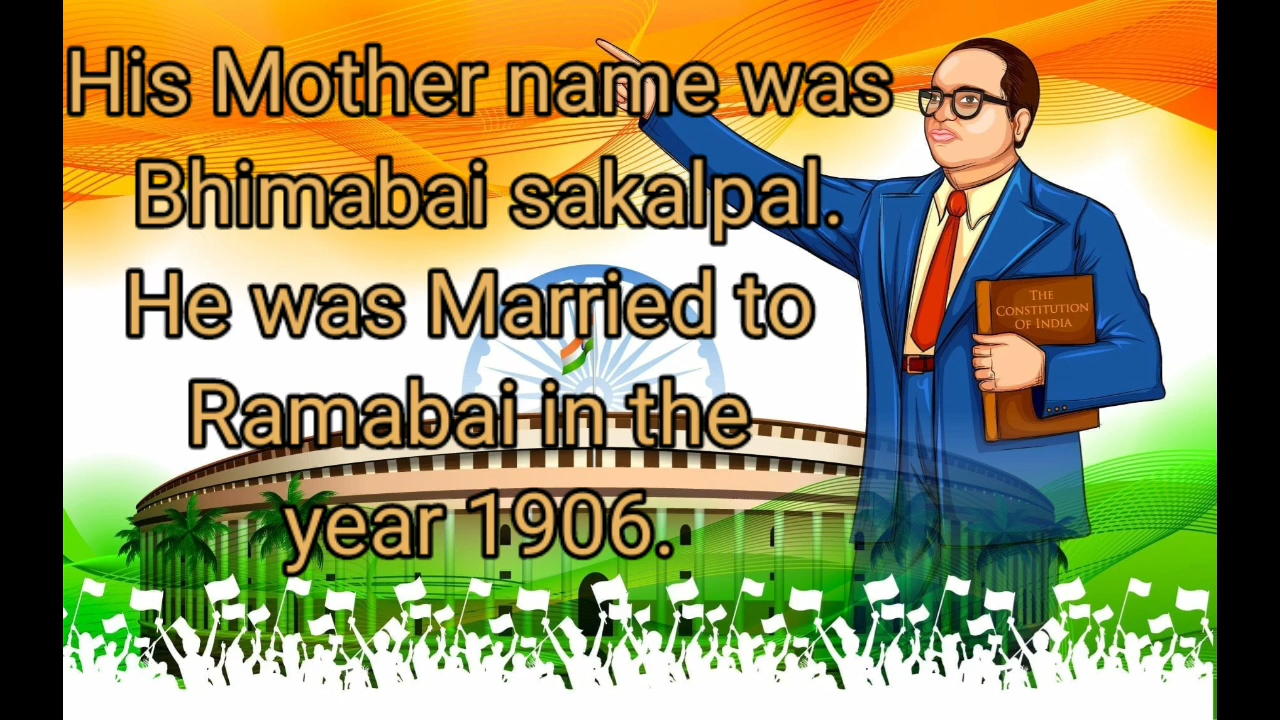 His Mother name was
Bhimabai sakalpal.
He was Married to
Ramabai in the
year 1906.
THE
CONSTITUTION
OF INDIA